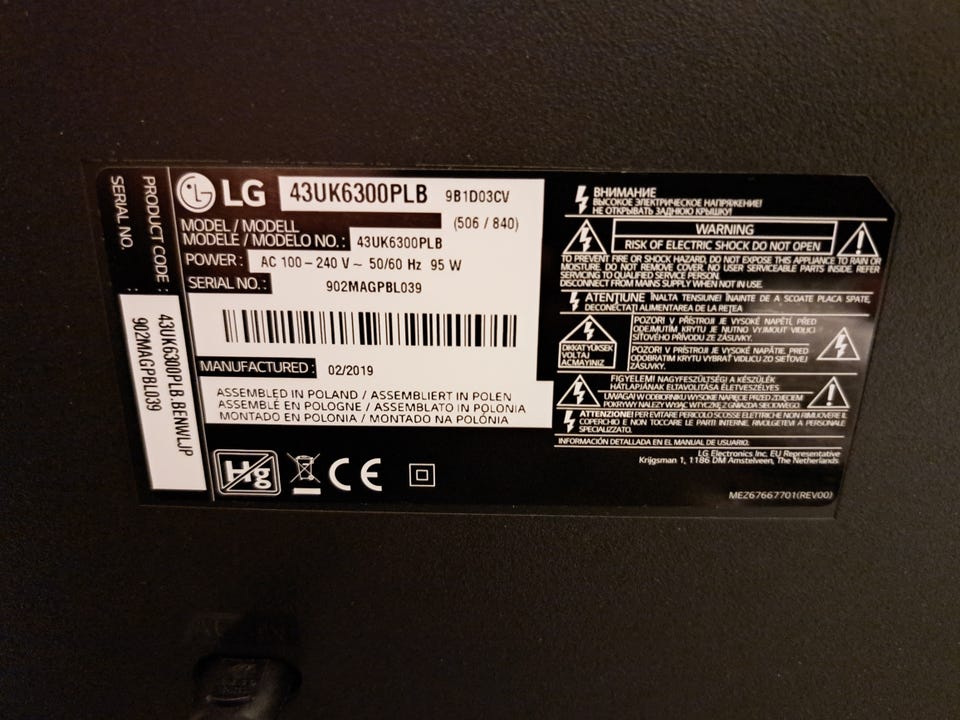 PRODUCT CODE :
SERIAL NO.
43UK6300PLB.BENWLJP
902MAGPBL039
LG 43UK6300PLB 9B1D03CV
(506 / 840)
MODEL / MODELL
MODELE / MODELO NO. : 43UK6300PLB
POWER : AC 100 – 240 V ~ 50/60 Hz 95 W
SERIAL NO. : 902MAGPBL039
MANUFACTURED : 02/2019
ASSEMBLED IN POLAND / ASSEMBLIERT IN POLEN
ASSEMBLÉ EN POLOGNE / ASSEMBLATO IN POLONIA
MONTADO EN POLONIA / MONTADO NA POLÓNIA
Hg
CE
ВНИМАНИЕ
ВЫСОКОЕ ЭЛЕКТРИЧЕСКОЕ НАПРЯЖЕНИЕ!
НЕ ОТКРЫВАТЬ ЗАДНЮЮ КРЫШКУ!
WARNING
RISK OF ELECTRIC SHOCK DO NOT OPEN
TO PREVENT FIRE OR SHOCK HAZARD, DO NOT EXPOSE THIS APPLIANCE TO RAIN OR
MOISTURE. DO NOT REMOVE COVER. NO USER SERVICEABLE PARTS INSIDE. REFER
SERVICING TO QUALIFIED SERVICE PERSON.
DISCONNECT FROM MAINS SUPPLY WHEN NOT IN USE.
ATENŢIUNE ÎNALTA TENSIUNE! ÎNAINTE DE A SCOATE PLACA SPATE,
DECONECTAŢI ALIMENTAREA DE LA REŢEA
DIKKAT YÜKSEK
VOLTAJ
AÇMAYINIZ
POZOR! V PŘÍSTROJI JE VYSOKÉ NAPĚTÍ, PŘED
ODEJMUTÍM KRYTU JE NUTNO VYJMOUT VIDLICI
SÍŤOVÉHO PŘÍVODU ZE ZÁSUVKY.
POZOR! V PRÍSTROJI JE VYSOKÉ NAPÄTIE, PRED
ODOBRATÍM KRYTU VYBRAŤ VIDLICU ZO SIEŤOVEJ
ZÁSUVKY.
FIGYELEM! NAGYFESZÜLTSÉG! A KÉSZÜLÉK
HÁTLAPJÁNAK ELTÁVOLÍTÁSA ÉLETVESZÉLYES
UWAGA! W ODBIORNIKU WYSOKIE NAPIĘCIE PRZED ZDJĘCIEM
POKRYWY NALEŻY WYJĄĆ WTYCZKĘ Z GNIAZDA SIECIOWEGO.
ATTENZIONE! PER EVITARE PERICOLO SCOSSE ELETTRICHE NON RIMUOVERE IL
COPERCHIO E NON TOCCARE LE PARTI INTERNE. RIVOLGETEVI A PERSONALE
SPECIALIZZATO.
INFORMACIÓN DETALLADA EN EL MANUAL DE USUARIO.
LG Electronics Inc. EU Representative
Krijgsman 1, 1186 DM Amstelveen, The Netherlands
MEZ67667701(REV00)